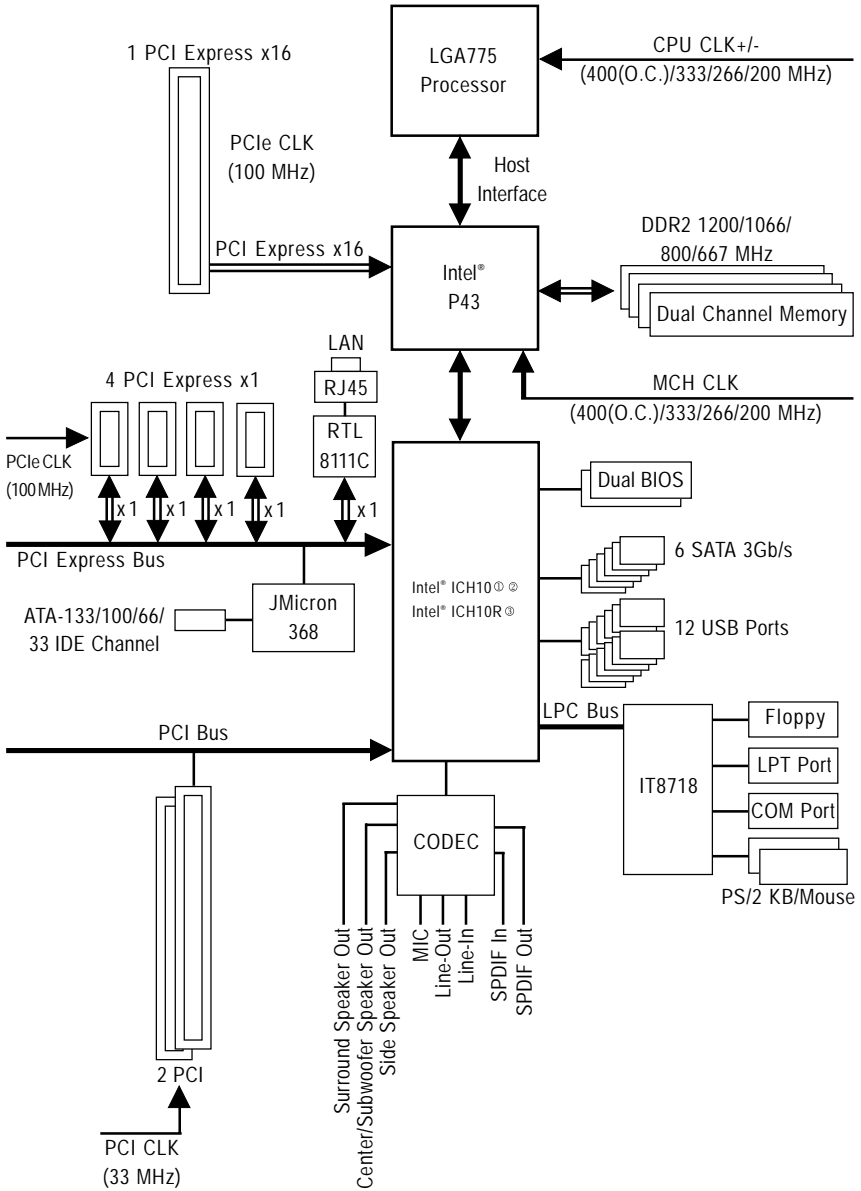 1 PCI Express x16
LGA775
Processor
CPU CLK+/-
(400(O.C.)/333/266/200 MHz)
PCIe CLK
(100 MHz)
Host
Interface
PCI Express x16
Intel®
P43
DDR2 1200/1066/
800/667 MHz
Dual Channel Memory
LAN
RJ45
RTL
8111C
4 PCI Express x1
MCH CLK
(400(O.C.)/333/266/200 MHz)
PCIe CLK
(100 MHz)
x1
x1
x1
x1
x1
PCI Express Bus
Dual BIOS
6 SATA 3Gb/s
Intel® ICH10 ① ②
Intel® ICH10R ③
JMicron
368
ATA-133/100/66/
33 IDE Channel
12 USB Ports
LPC Bus
PCI Bus
IT8718
Floppy
LPT Port
COM Port
PS/2 KB/Mouse
CODEC
Surround Speaker Out
Center/Subwoofer Speaker Out
Side Speaker Out
MIC
Line-Out
Line-In
SPDIF In
SPDIF Out
2 PCI
PCI CLK
(33 MHz)